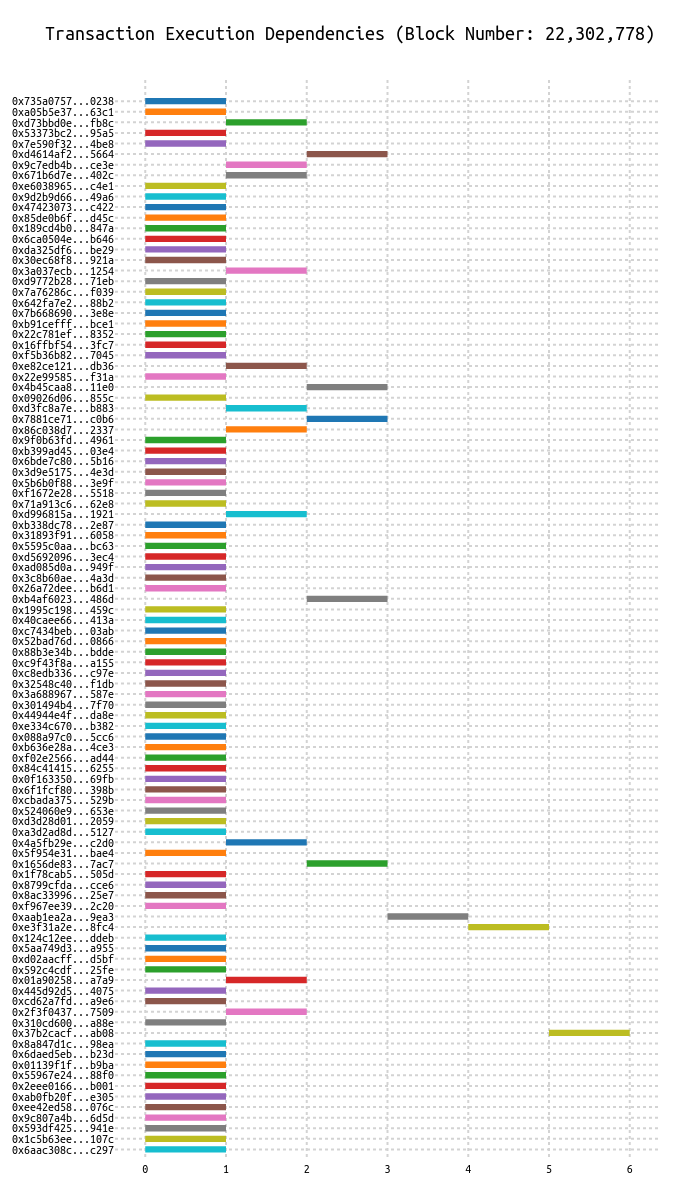 Transaction Execution Dependencies (Block Number: 22,302,778)
0x735a0757...0238
0xa05b5e37...63c1
0xd73bbd0e...fb8c
0x53373bc2...95a5
0x7e590f32...4be8
0xd4614af2...5664
0x9c7edb4b...ce3e
0x671b6d7e...402c
0xe6038965...c4e1
0x9d2b9d66...49a6
0x47423073...c422
0x85de0b6f...d45c
0x189cd4b0...847a
0x6ca0504e...b646
0xda325df6...be29
0x30ec68f8...921a
0x3a037ecb...1254
0xd9772b28...71eb
0x7a76286c...f039
0x642fa7e2...88b2
0x7b668690...3e8e
0xb91cefff...bce1
0x22c781ef...8352
0x16ffbf54...3fc7
0xf5b36b82...7045
0xe82ce121...db36
0x22e99585...f31a
0x4b45caa8...11e0
0x09026d06...855c
0xd3fc8a7e...b883
0x7881ce71...c0b6
0x86c038d7...2337
0x9f0b63fd...4961
0xb399ad45...03e4
0x6bde7c80...5b16
0x3d9e5175...4e3d
0x5b6b0f88...3e9f
0xf1672e28...5518
0x71a913c6...62e8
0xd996815a...1921
0xb338dc78...2e87
0x31893f91...6058
0x5595c0aa...bc63
0xd5692096...3ec4
0xad085d0a...949f
0x3c8b60ae...4a3d
0x26a72dee...b6d1
0xb4af6023...486d
0x1995c198...459c
0x40caee66...413a
0xc7434beb...03ab
0x52bad76d...0866
0x88b3e34b...bdde
0xc9f43f8a...a155
0xc8edb336...c97e
0x32548c40...f1db
0x3a688967...587e
0x301494b4...7f70
0x44944e4f...da8e
0xe334c670...b382
0x088a97c0...5cc6
0xb636e28a...4ce3
0xf02e2566...ad44
0x84c41415...6255
0x0f163350...69fb
0x6f1fcf80...398b
0xcbada375...529b
0x524060e9...653e
0xd3d28d01...2059
0xa3d2ad8d...5127
0x4a5fb29e...c2d0
0x5f954e31...bae4
0x1656de83...7ac7
0x1f78cab5...505d
0x8799cfda...cce6
0x8ac33996...25e7
0xf967ee39...2c20
0xaab1ea2a...9ea3
0xe3f31a2e...8fc4
0x124c12ee...ddeb
0x5aa749d3...a955
0xd02aacff...d5bf
0x592c4cdf...25fe
0x01a90258...a7a9
0x445d92d5...4075
0xcd62a7fd...a9e6
0x2f3f0437...7509
0x310cd600...a88e
0x37b2cacf...ab08
0x8a847d1c...98ea
0x6daed5eb...b23d
0x01139f1f...b9ba
0x55967e24...88f0
0x2eee0166...b001
0xab0fb20f...e305
0xee42ed58...076c
0x9c807a4b...6d5d
0x593df425...941e
0x1c5b63ee...107c
0x6aac308c...c297
0 1 2 3 4 5 6